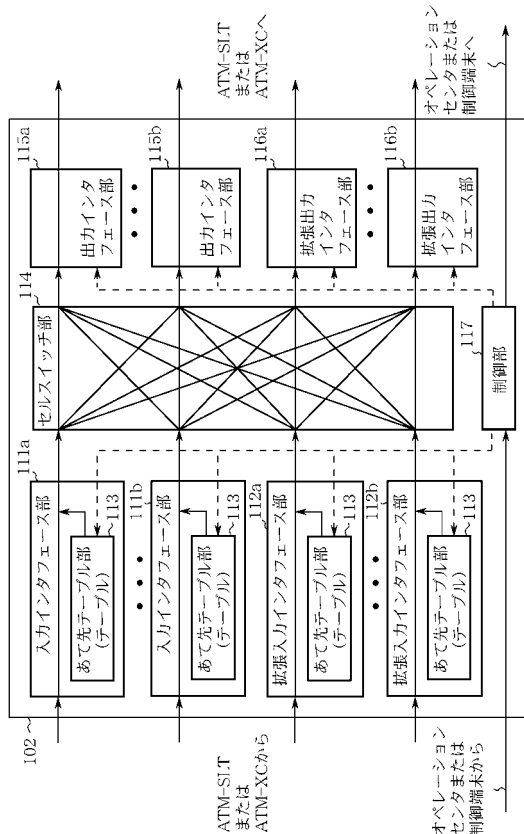 102
ATM-SLT
または
ATM-XCから
オペレーション
センタまたは
制御端末から
111a
入力インタフェース部
あて先テーブル部
(テーブル)
113
111b
入力インタフェース部
あて先テーブル部
(テーブル)
113
112a
拡張入力インタフェース部
あて先テーブル部
(テーブル)
113
112b
拡張入力インタフェース部
あて先テーブル部
(テーブル)
113
114
セルスイッチ部
117
制御部
115a
出力インタ
フェース部
115b
出力インタ
フェース部
116a
拡張出力
インタ
フェース部
116b
拡張出力
インタ
フェース部
ATM-SLT
または
ATM-XCへ
オペレーション
センタまたは
制御端末へ